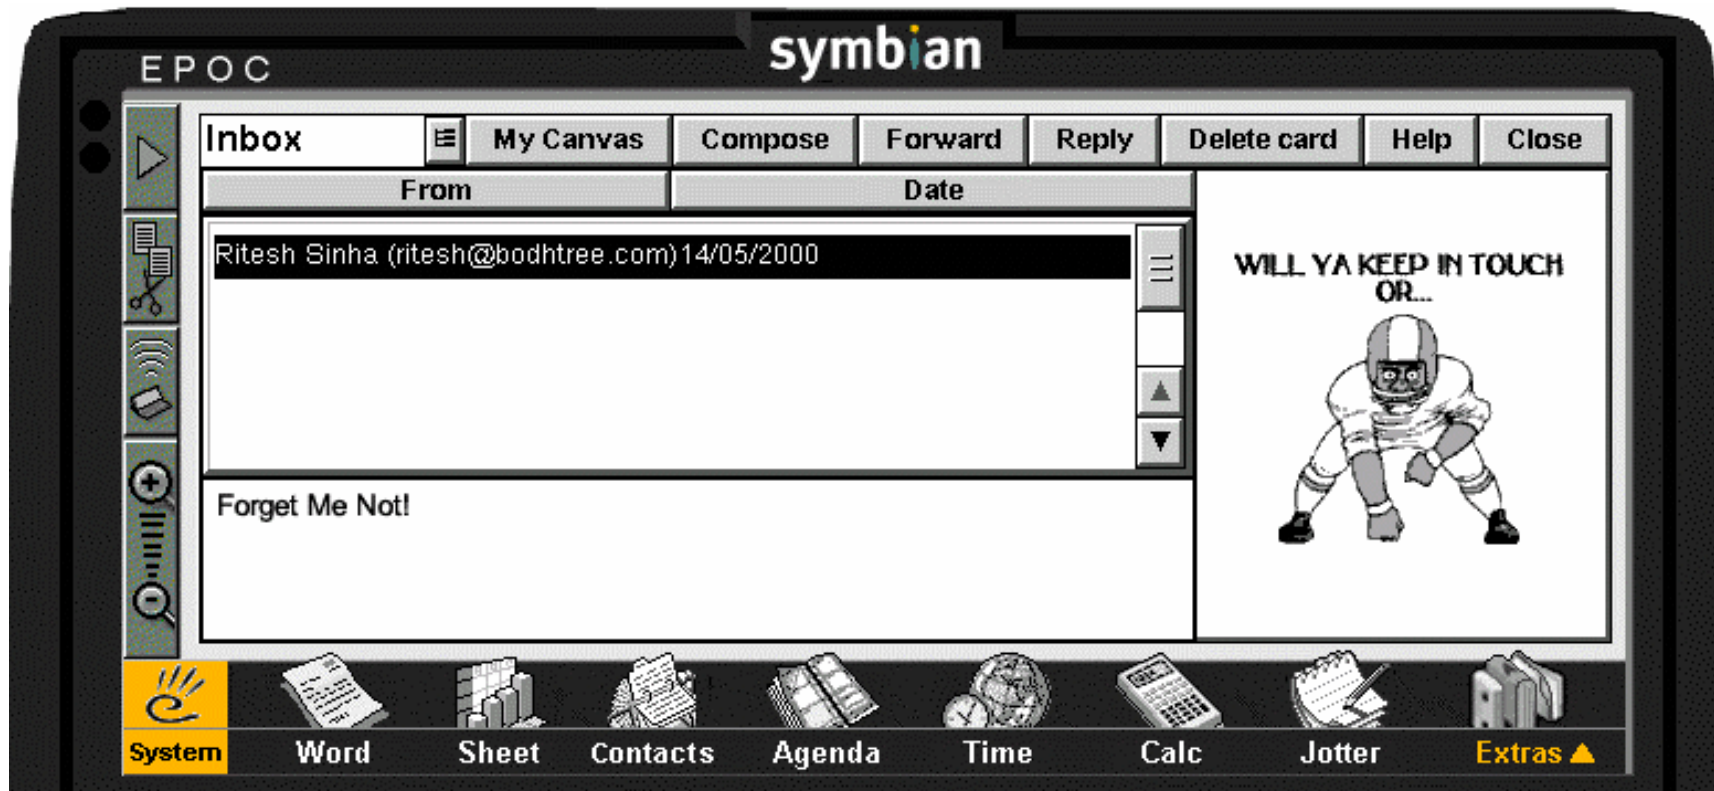 symbian
EPOC
Inbox My Canvas Compose Forward Reply Delete card Help Close
From Date
Ritesh Sinha (ritesh@bodhtree.com) 14/05/2000
WILL YA KEEP IN TOUCH
OR...
Forget Me Not!
System Word Sheet Contacts Agenda Time Calc Jotter Extras